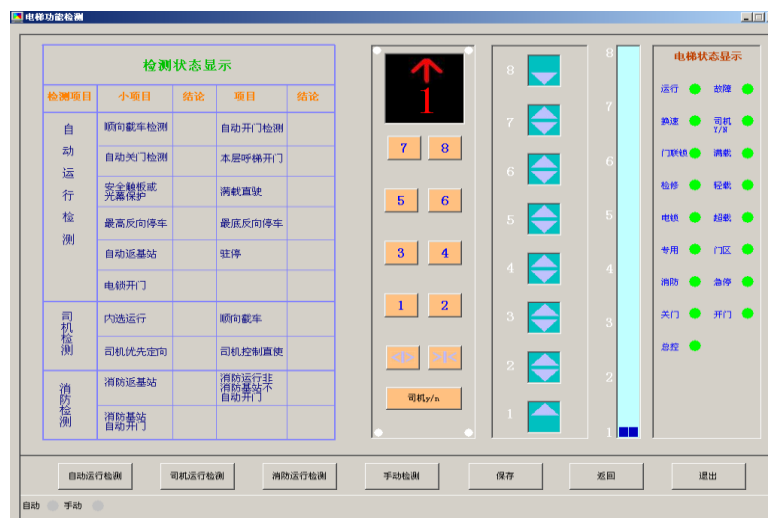 电梯功能检测
检测状态显示
检测项目 小项目 结论 项目 结论
自动运行检测
顺向截车检测 自动开门检测
自动关门检测 本层呼梯开门
安全触板或
光幕保护
满载直驶
最高反向停车 最底反向停车
自动返基站 驻停
电锁开门
司机检测
内选运行 顺向截车
司机优先定向 司机控制直使
消防检测
消防返基站
消防运行非
消防基站不
自动开门
消防基站
自动开门
1
7 8
5 6
3 4
1 2
<|> >|<
司机y/n
8
7
6
5
4
3
2
1
8
7
6
5
4
3
2
1
电梯状态显示
运行 故障
换速 司机
Y/N
门联锁 满载
检修 轻载
电锁 超载
专用 门区
消防 急停
关门 开门
总控
自动运行检测 司机运行检测 消防运行检测 手动检测 保存 返回 退出
自动 手动